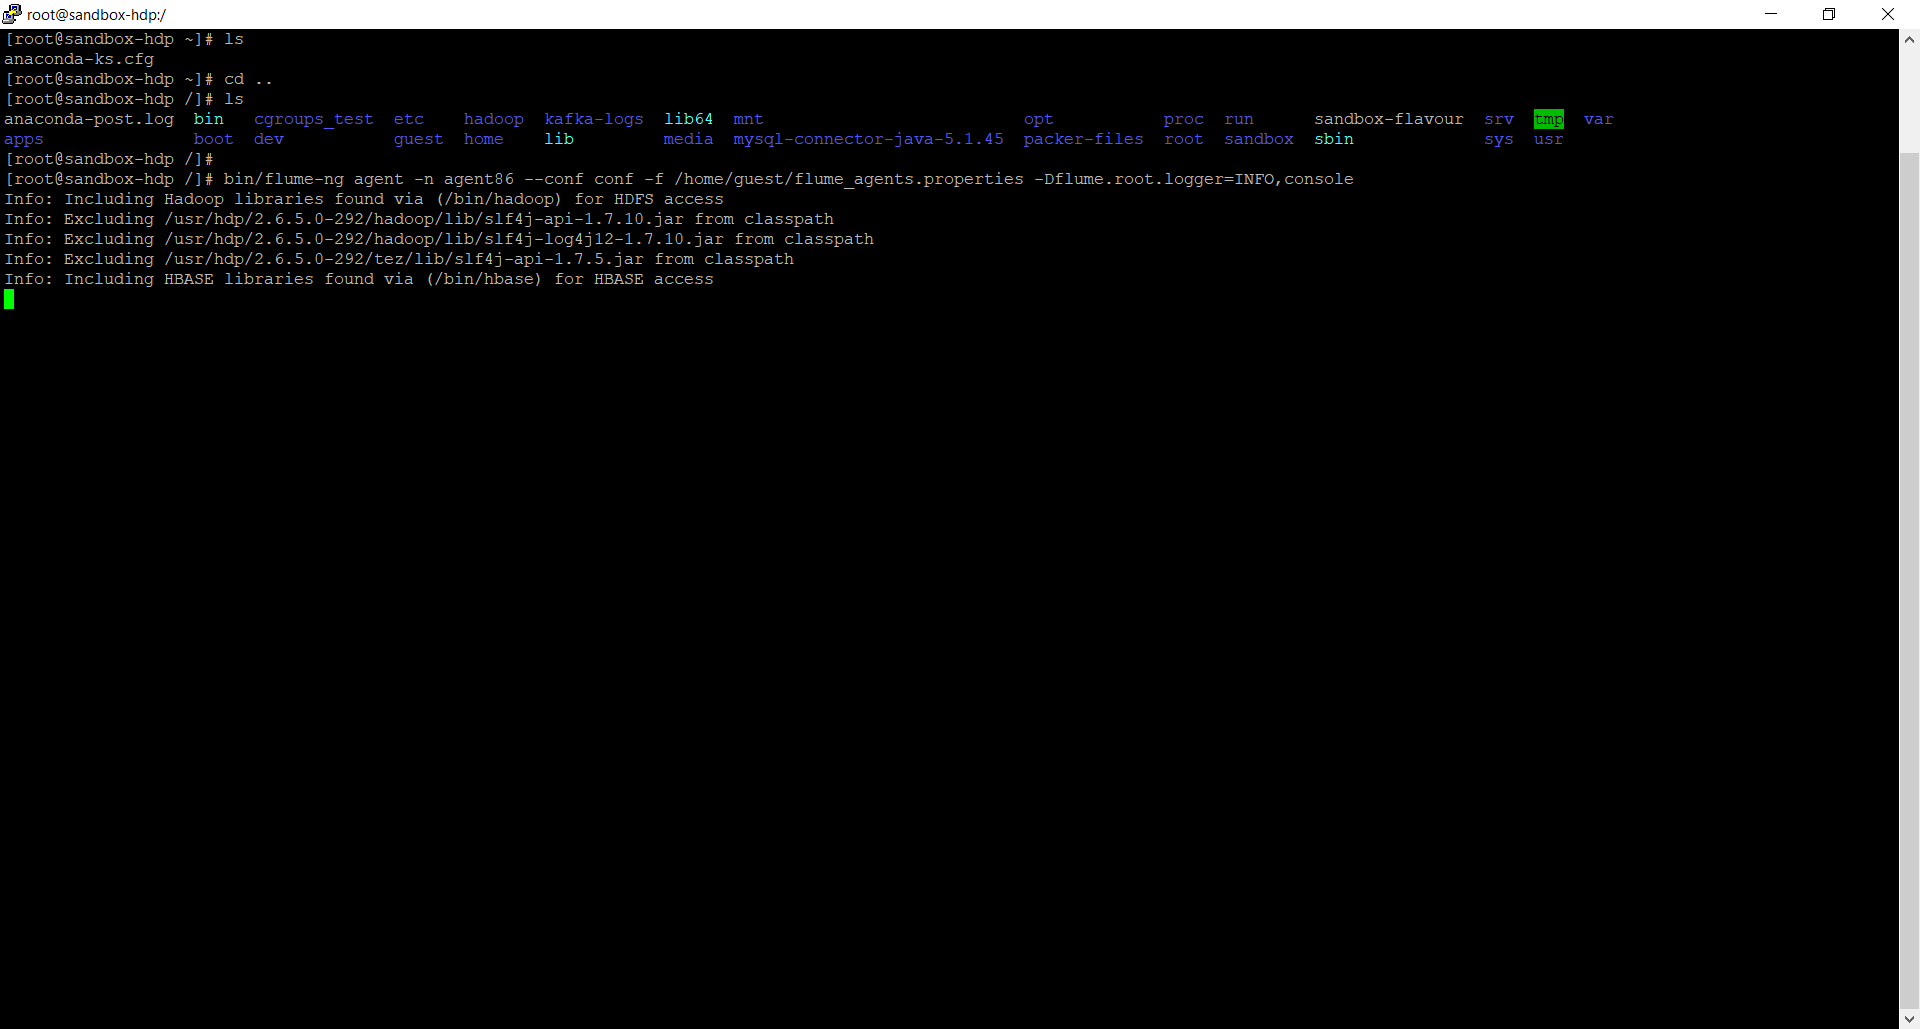 root@sandbox-hdp:/
[root@sandbox-hdp ~]# ls
anaconda-ks.cfg
[root@sandbox-hdp ~]# cd ..
[root@sandbox-hdp /]# ls
anaconda-post.log  bin   cgroups_test  etc    hadoop  kafka-logs  lib64  mnt                          opt           proc  run      sandbox-flavour  srv  tmp  var
apps               boot  dev           guest  home    lib         media  mysql-connector-java-5.1.45  packer-files  root  sandbox  sbin             sys  usr
[root@sandbox-hdp /]#
[root@sandbox-hdp /]# bin/flume-ng agent -n agent86 --conf conf -f /home/guest/flume_agents.properties -Dflume.root.logger=INFO,console
Info: Including Hadoop libraries found via (/bin/hadoop) for HDFS access
Info: Excluding /usr/hdp/2.6.5.0-292/hadoop/lib/slf4j-api-1.7.10.jar from classpath
Info: Excluding /usr/hdp/2.6.5.0-292/hadoop/lib/slf4j-log4j12-1.7.10.jar from classpath
Info: Excluding /usr/hdp/2.6.5.0-292/tez/lib/slf4j-api-1.7.5.jar from classpath
Info: Including HBASE libraries found via (/bin/hbase) for HBASE access